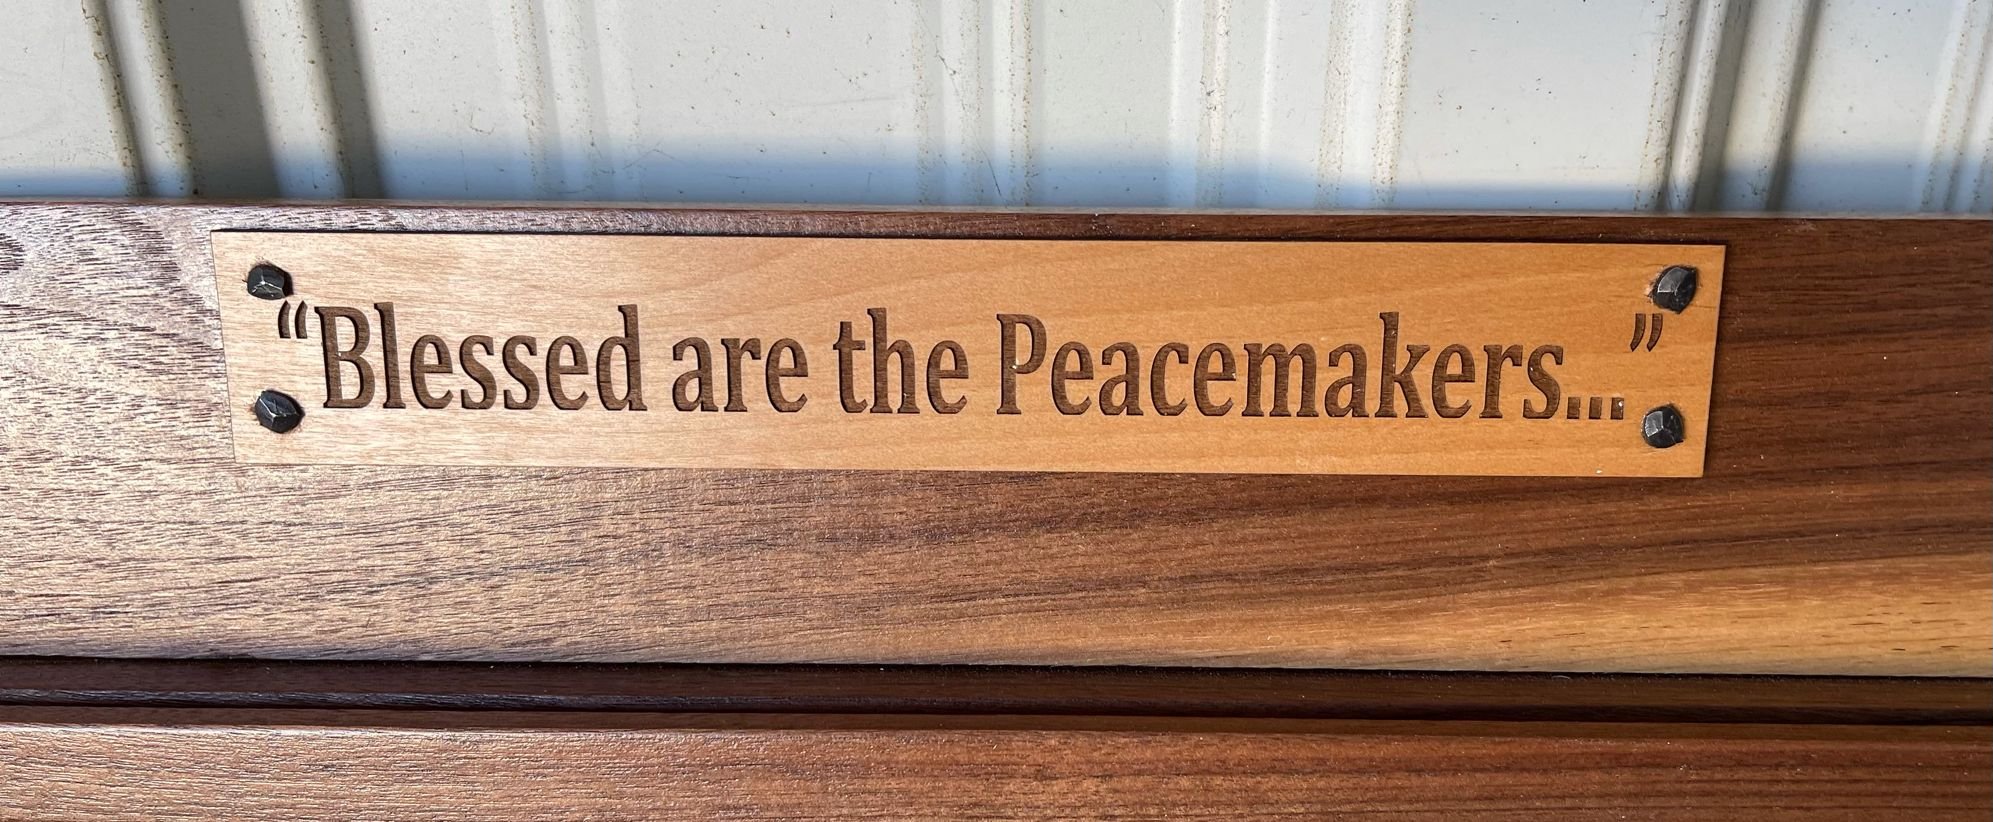 “Blessed are the Peacemakers...”